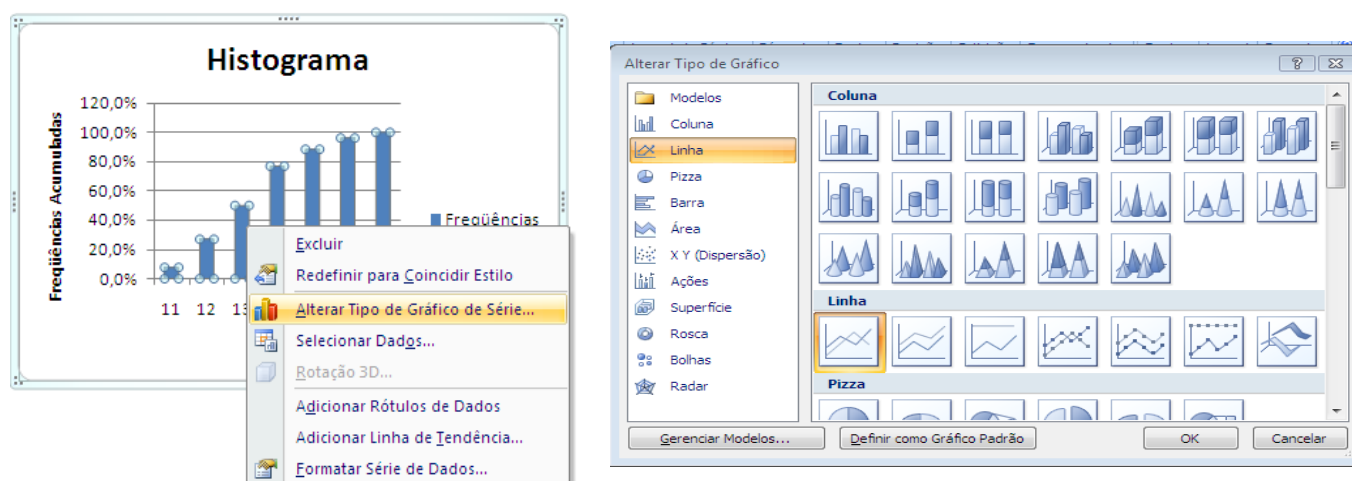 Histograma
Freqüências Acumuladas
120,0%
100,0%
80,0%
60,0%
40,0%
20,0%
0,0%
11 12
Freqüências
Excluir
Redefinir para Coincidir Estilo
Alterar Tipo de Gráfico de Série...
Selecionar Dados...
Rotação 3D...
Adicionar Rótulos de Dados
Adicionar Linha de Tendência...
Formatar Série de Dados...
Alterar Tipo de Gráfico
Modelos
Coluna
Linha
Pizza
Barra
Área
X Y (Dispersão)
Ações
Superfície
Rosca
Bolhas
Radar
Coluna
Linha
Pizza
Gerenciar Modelos...
Definir como Gráfico Padrão
OK
Cancelar